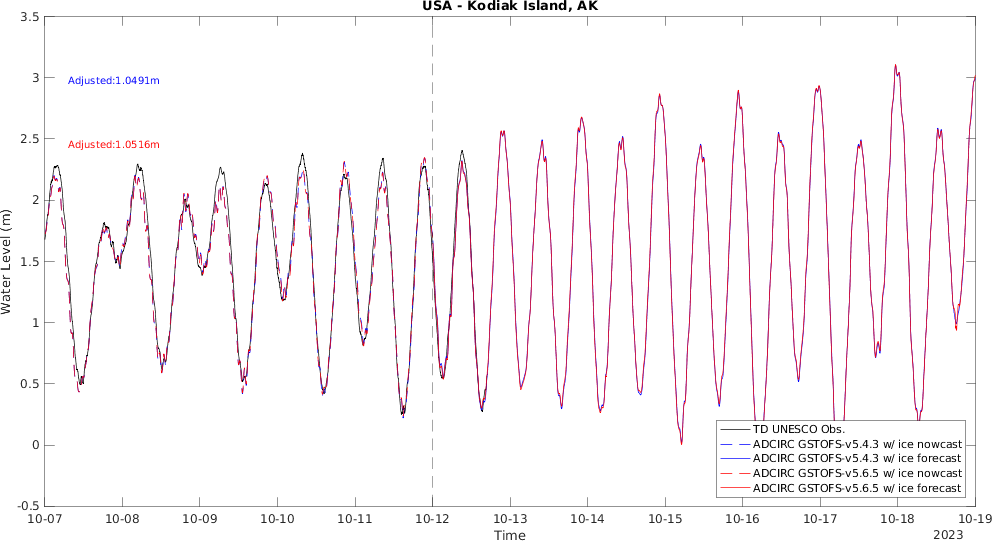 USA - Kodiak Island, AK
3.5
3
2.5
2
1.5
1
0.5
0
-0.5
Water Level (m)
Adjusted:1.0491m
Adjusted:1.0516m
TD UNESCO Obs.
ADCIRC GSTOFS-v5.4.3 w/ ice nowcast
ADCIRC GSTOFS-v5.4.3 w/ ice forecast
ADCIRC GSTOFS-v5.6.5 w/ ice nowcast
ADCIRC GSTOFS-v5.6.5 w/ ice forecast
10-07 10-08 10-09 10-10 10-11 10-12 10-13 10-14 10-15 10-16 10-17 10-18 10-19
Time
2023